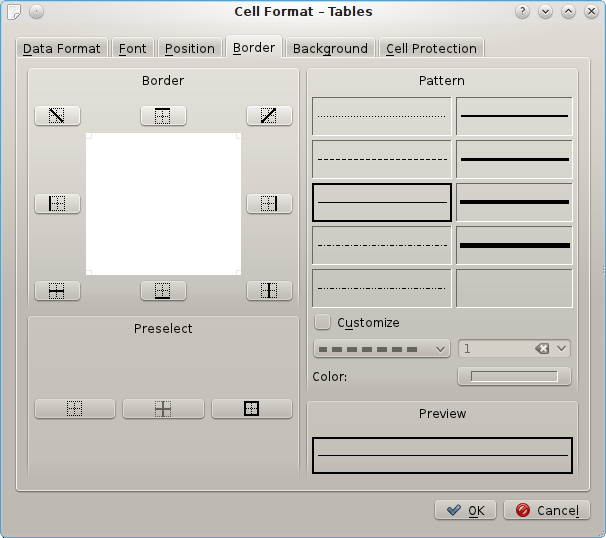 Cell Format – Tables
Data Format Font Position Border Background Cell Protection
Border
Pattern
Customize
1
Color:
Preselect
Preview
OK Cancel